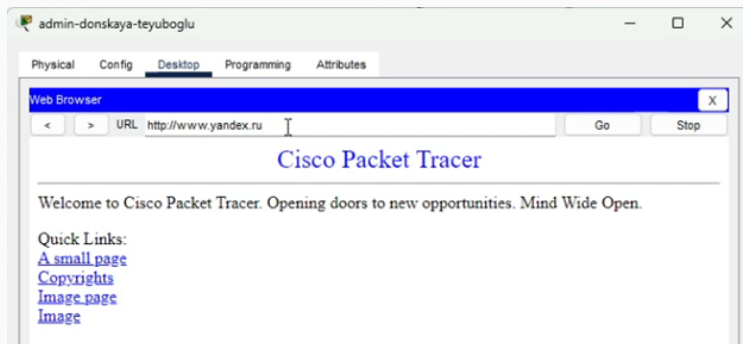 admin-donskaya-teyuboglu
Physical Config Desktop Programming Attributes
Web Browser X
< > URL http://www.yandex.ru Go Stop
Cisco Packet Tracer
Welcome to Cisco Packet Tracer. Opening doors to new opportunities. Mind Wide Open.
Quick Links:
A small page
Copyrights
Image page
Image